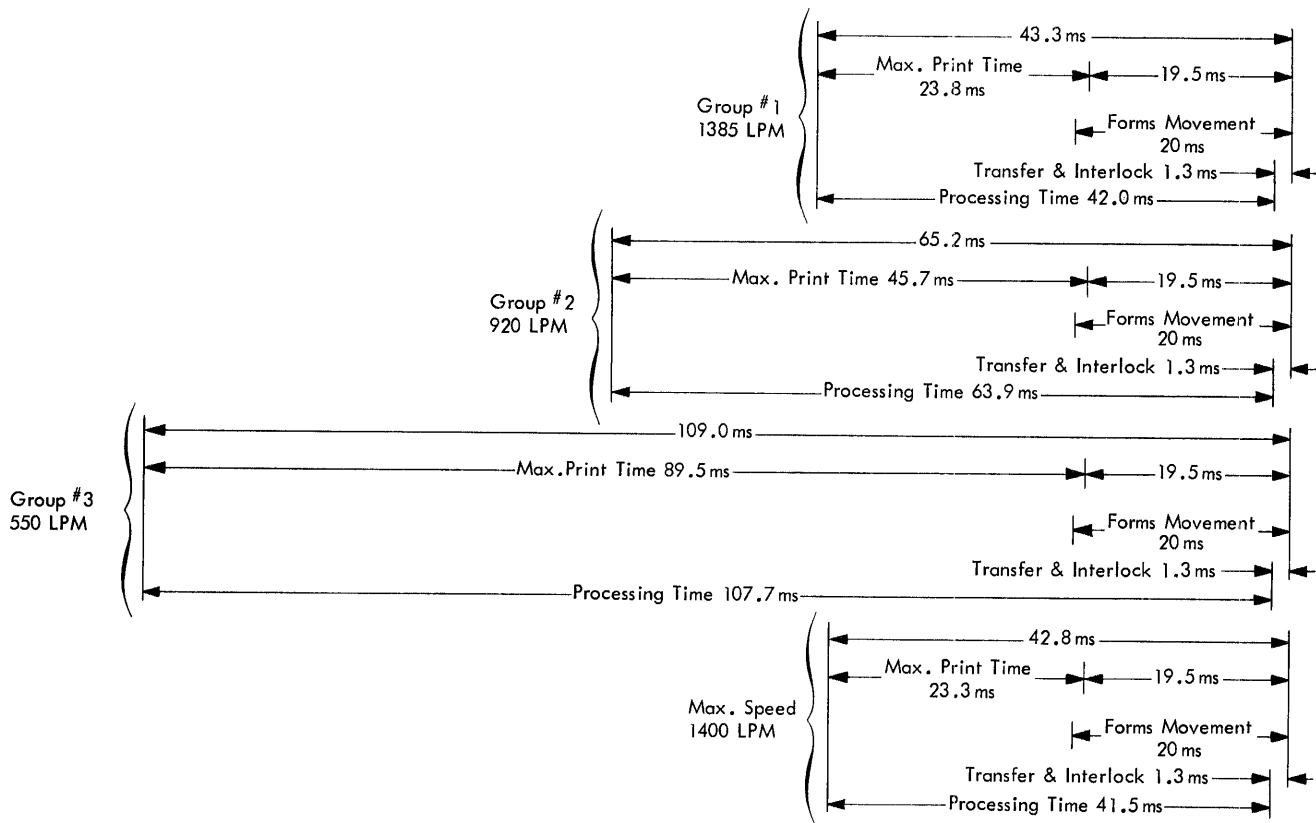 43.3 ms
Max. Print Time
23.8 ms
19.5 ms
Group #1
1385 LPM
Forms Movement
20 ms
Transfer & Interlock 1.3 ms
Processing Time 42.0 ms
65.2 ms
Max. Print Time 45.7 ms
19.5 ms
Group #2
920 LPM
Forms Movement
20 ms
Transfer & Interlock 1.3 ms
Processing Time 63.9 ms
109.0 ms
Max.Print Time 89.5 ms
19.5 ms
Group #3
550 LPM
Forms Movement
20 ms
Transfer & Interlock 1.3 ms
Processing Time 107.7 ms
42.8 ms
Max. Print Time
23.3 ms
19.5 ms
Max. Speed
1400 LPM
Forms Movement
20 ms
Transfer & Interlock 1.3 ms
Processing Time 41.5 ms